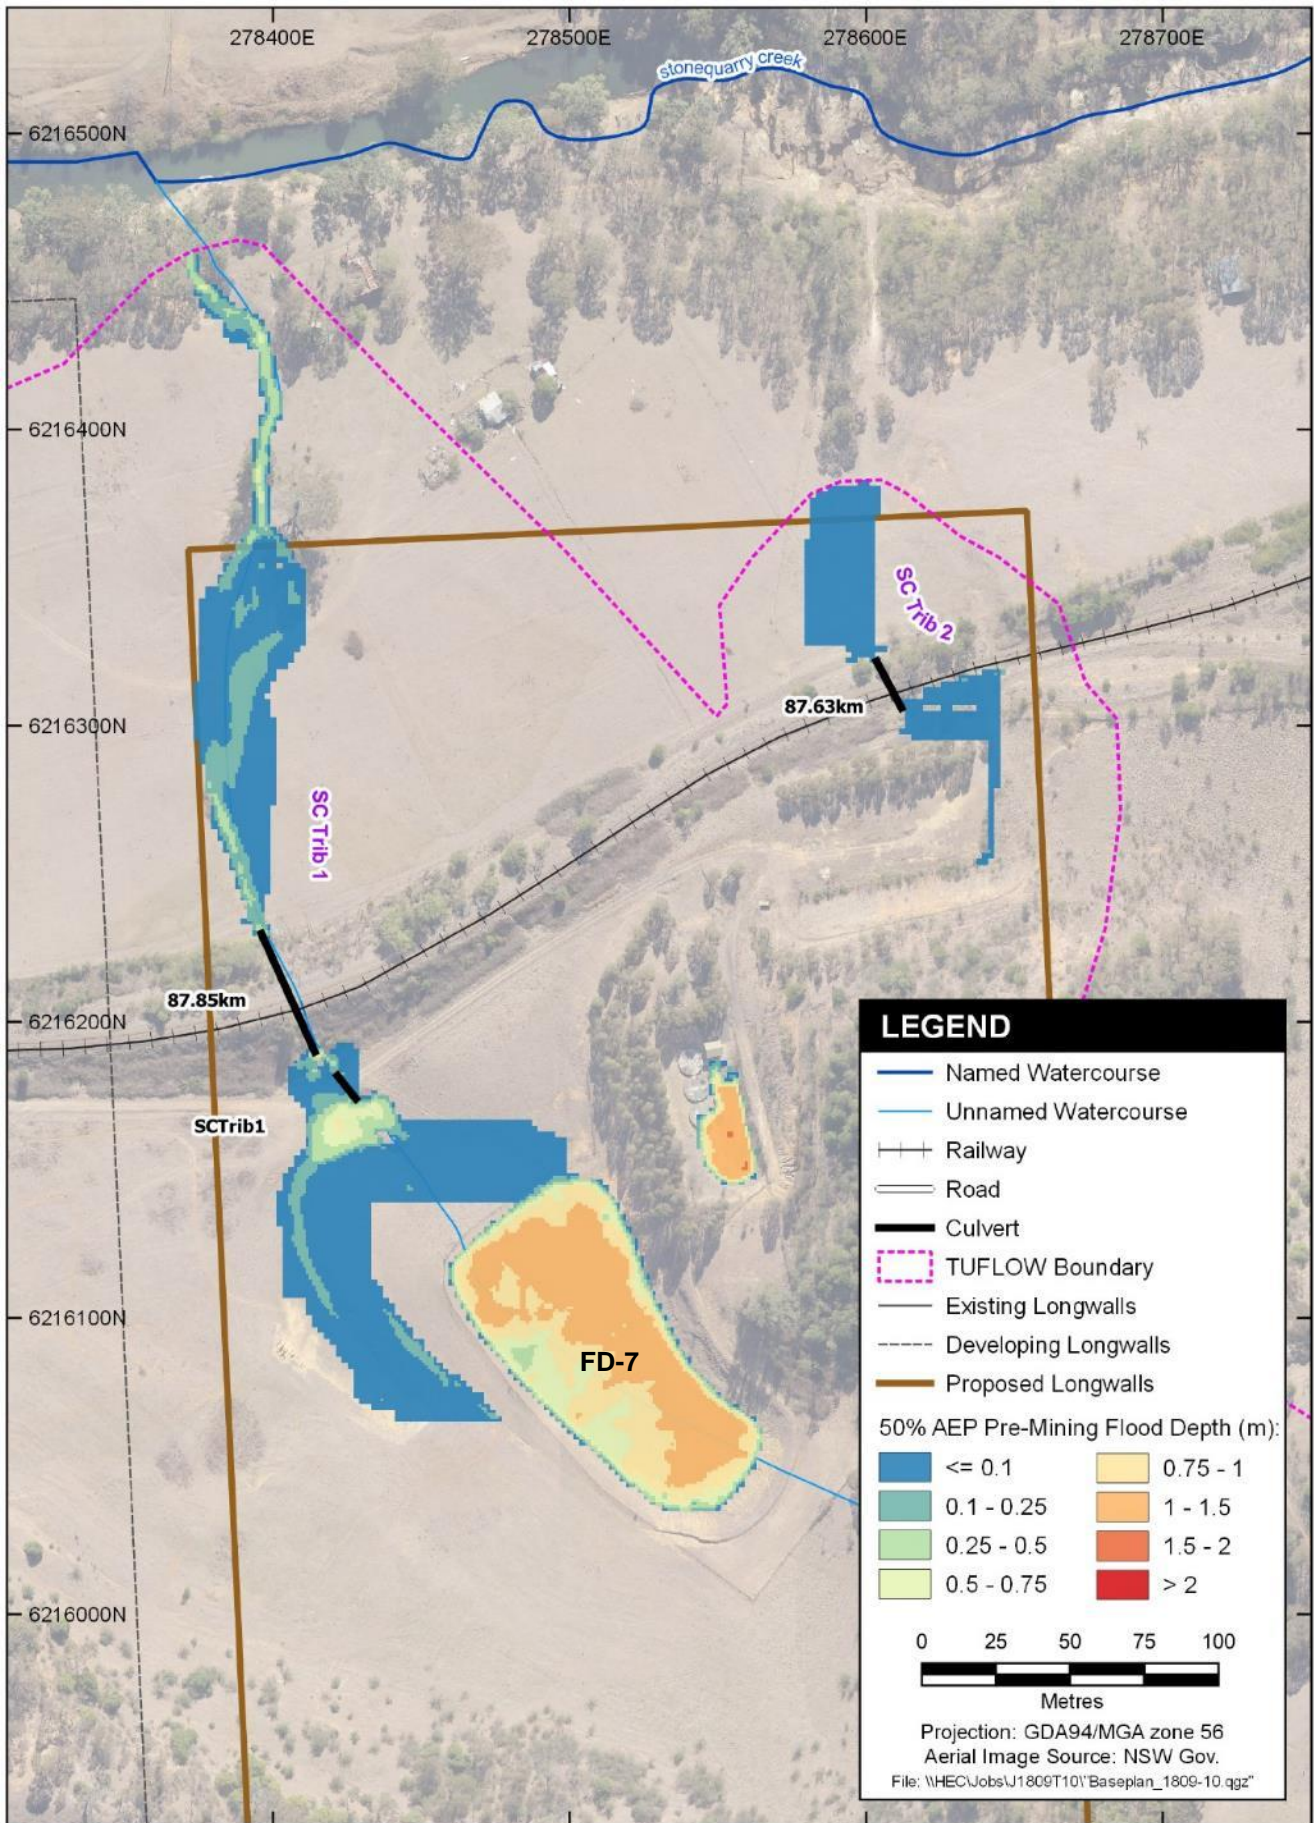 278400E
278500E
278600E
278700E
stonequarry creek
6216500N
6216400N
SC Trib 2
87.63km
6216300N
SC Trib 1
87.85km
6216200N
SCTrib1
6216100N
FD-7
6216000N
LEGEND
Named Watercourse
Unnamed Watercourse
Railway
Road
Culvert
TUFLOW Boundary
Existing Longwalls
Developing Longwalls
Proposed Longwalls
50% AEP Pre-Mining Flood Depth (m):
<= 0.1
0.75 - 1
0.1 - 0.25
1 - 1.5
0.25 - 0.5
1.5 - 2
0.5 - 0.75
> 2
0 25 50 75 100
Metres
Projection: GDA94/MGA zone 56
Aerial Image Source: NSW Gov.
File: \\HEC\Jobs\J1809T10\"Baseplan_1809-10.qgz"